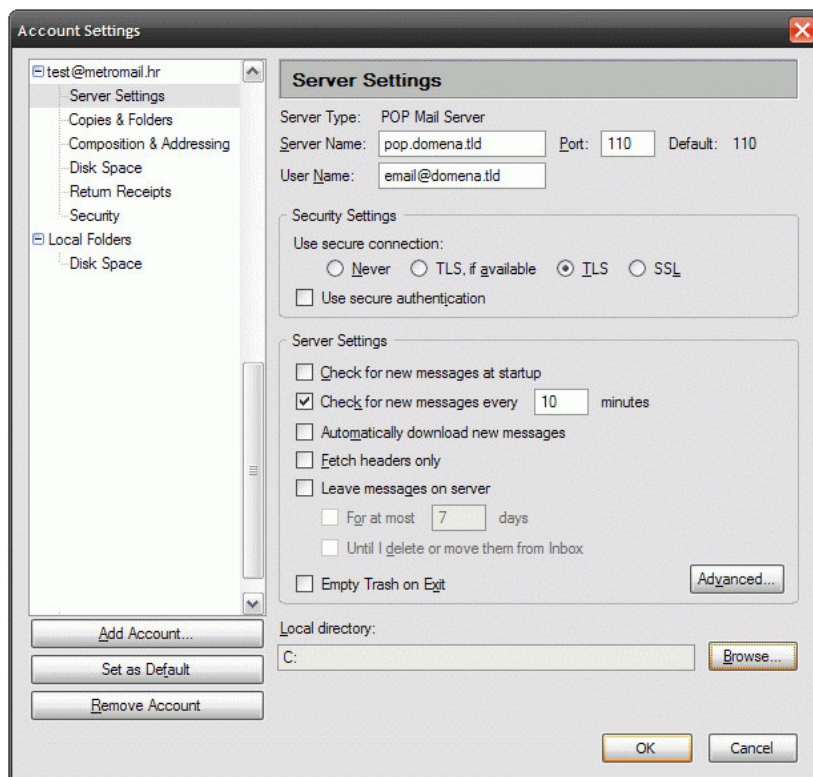 Account Settings
test@metromail.hr
Server Settings
Copies & Folders
Composition & Addressing
Disk Space
Return Receipts
Security
Local Folders
Disk Space
Add Account...
Set as Default
Remove Account
Server Settings
Server Type: POP Mail Server
Server Name: pop.domena.tld Port: 110 Default: 110
User Name: email@domena.tld
Security Settings
Use secure connection:
Never TLS, if available TLS SSL
Use secure authentication
Server Settings
Check for new messages at startup
Check for new messages every 10 minutes
Automatically download new messages
Fetch headers only
Leave messages on server
For at most 7 days
Until I delete or move them from Inbox
Empty Trash on Exit Advanced...
Local directory:
C: Browse...
OK Cancel